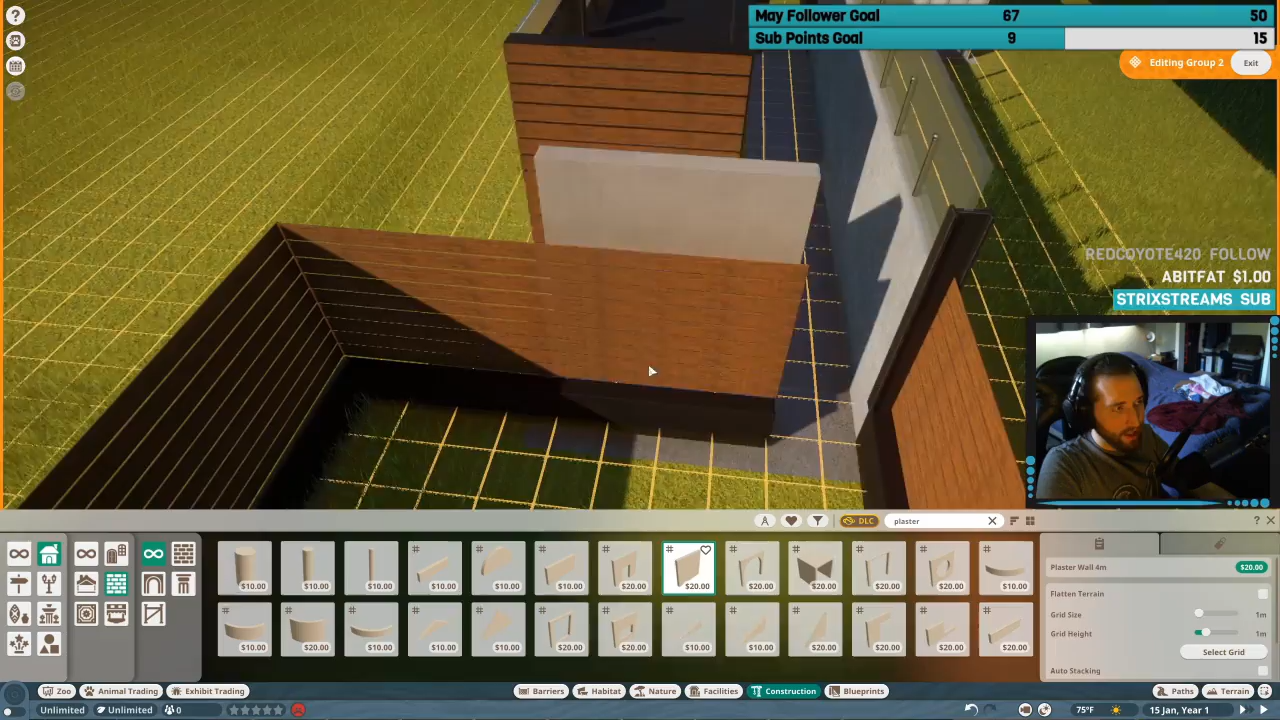 May Follower Goal 67 50
Sub Points Goal 9 15
Editing Group 2 Exit
REDCOYOTE420 FOLLOW
ABITFAT $1.00
STRIXSTREAMS SUB
DLC plaster
$10.00 $10.00 $10.00 $10.00 $10.00 $10.00 $20.00 $20.00 $20.00 $20.00 $20.00 $20.00 $10.00
$10.00 $20.00 $10.00 $10.00 $10.00 $20.00 $20.00 $10.00 $10.00 $20.00 $20.00 $20.00 $20.00
Plaster Wall 4m $20.00
Flatten Terrain
Grid Size 1m
Grid Height 1m
Select Grid
Auto Stacking
Zoo Animal Trading Exhibit Trading Barriers Habitat Nature Facilities Construction Blueprints Paths Terrain
Unlimited Unlimited 0 75°F 15 Jan, Year 1